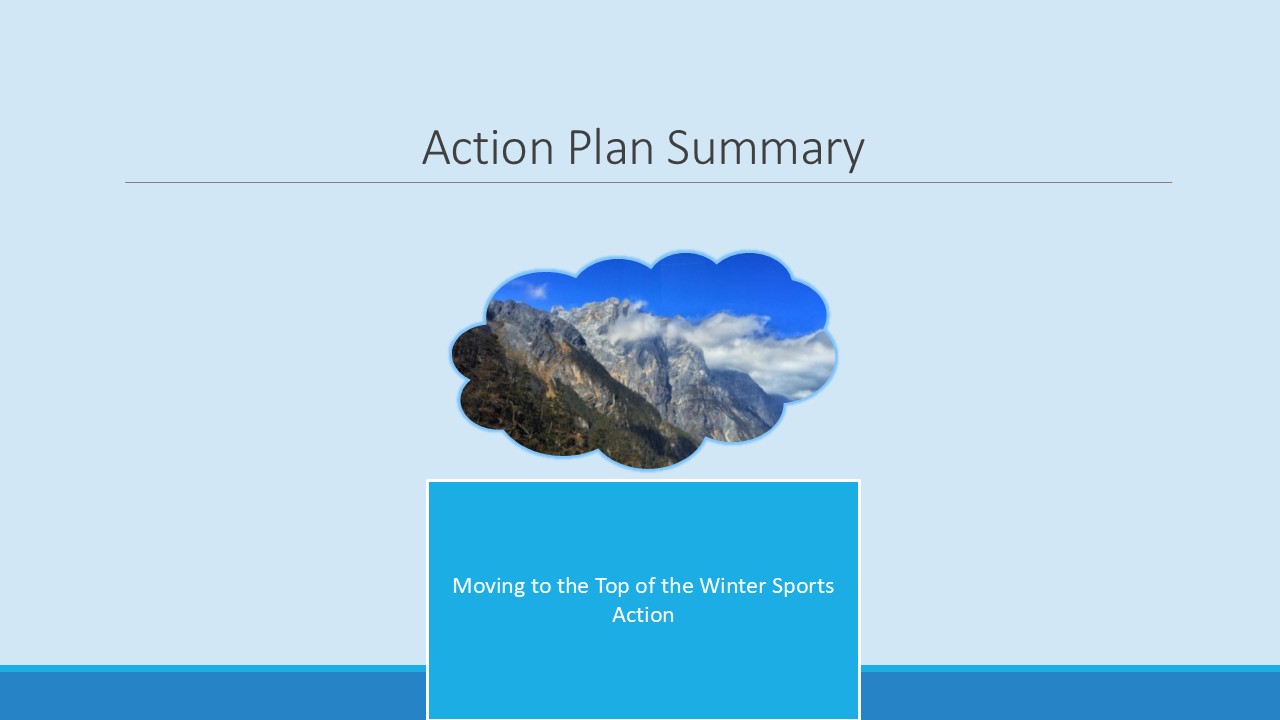 Action Plan Summary
Moving to the Top of the Winter Sports
Action